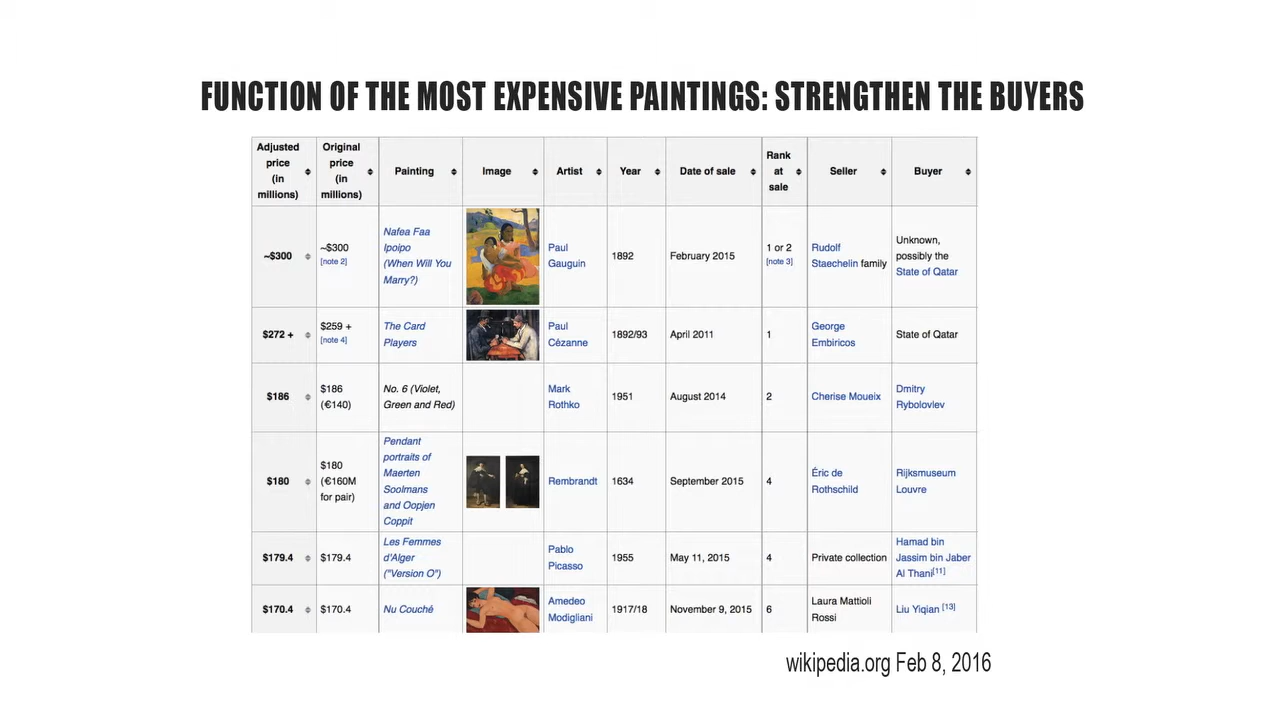 FUNCTION OF THE MOST EXPENSIVE PAINTINGS: STRENGTHEN THE BUYERS
Adjusted price (in millions) Original price (in millions) Painting Image Artist Year Date of sale Rank at sale Seller Buyer
~$300 ~$300 [note 2] Nafea Faa Ipoipo (When Will You Marry?) Paul Gauguin 1892 February 2015 1 or 2 [note 3] Rudolf Staechelin family Unknown, possibly the State of Qatar
$272 + $259 + [note 4] The Card Players Paul Cézanne 1892/93 April 2011 1 George Embiricos State of Qatar
$186 $186 (€140) No. 6 (Violet, Green and Red) Mark Rothko 1951 August 2014 2 Cherise Moueix Dmitry Rybolovlev
$180 $180 (€160M for pair) Pendant portraits of Maerten Soolmans and Oopjen Coppit Rembrandt 1634 September 2015 4 Éric de Rothschild Rijksmuseum Louvre
$179.4 $179.4 Les Femmes d'Alger ("Version O") Pablo Picasso 1955 May 11, 2015 4 Private collection Hamad bin Jassim bin Jaber Al Thani[11]
$170.4 $170.4 Nu Couché Amedeo Modigliani 1917/18 November 9, 2015 6 Laura Mattioli Rossi Liu Yiqian [13]
wikipedia.org Feb 8, 2016